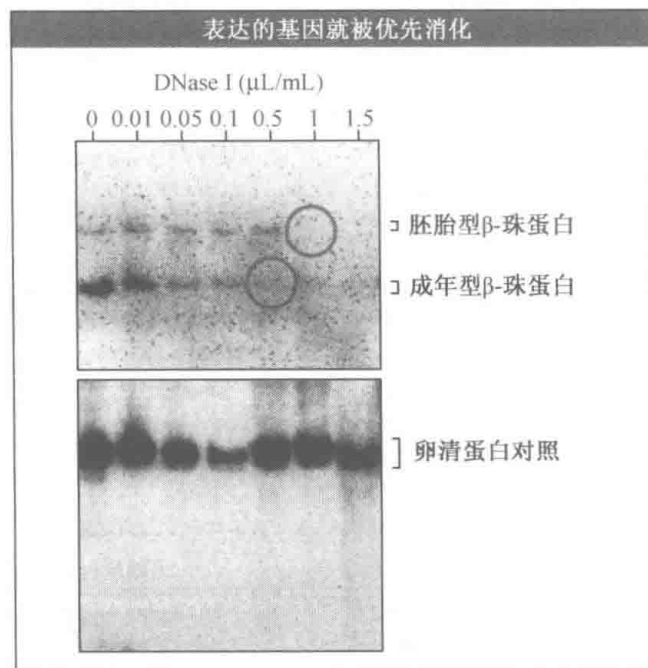 表达的基因就被优先消化
DNase I (μL/mL)
0 0.01 0.05 0.1 0.5 1 1.5
胚胎型β-珠蛋白
成年型β-珠蛋白
卵清蛋白对照